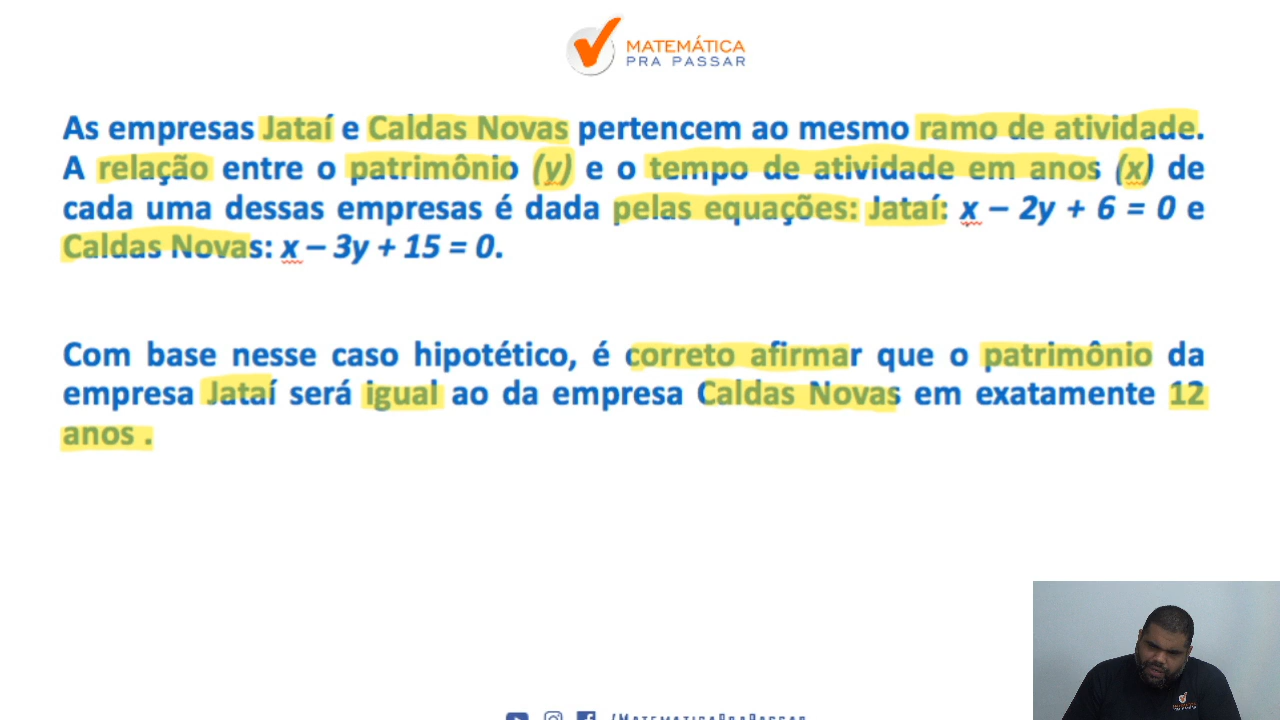 MATEMÁTICA
PRA PASSAR
As empresas Jataí e Caldas Novas pertencem ao mesmo ramo de atividade.
A relação entre o patrimônio (y) e o tempo de atividade em anos (x) de
cada uma dessas empresas é dada pelas equações: Jataí: x – 2y + 6 = 0 e
Caldas Novas: x – 3y + 15 = 0.
Com base nesse caso hipotético, é correto afirmar que o patrimônio da
empresa Jataí será igual ao da empresa Caldas Novas em exatamente 12
anos .
/MATEMATICAPRAPASSAR